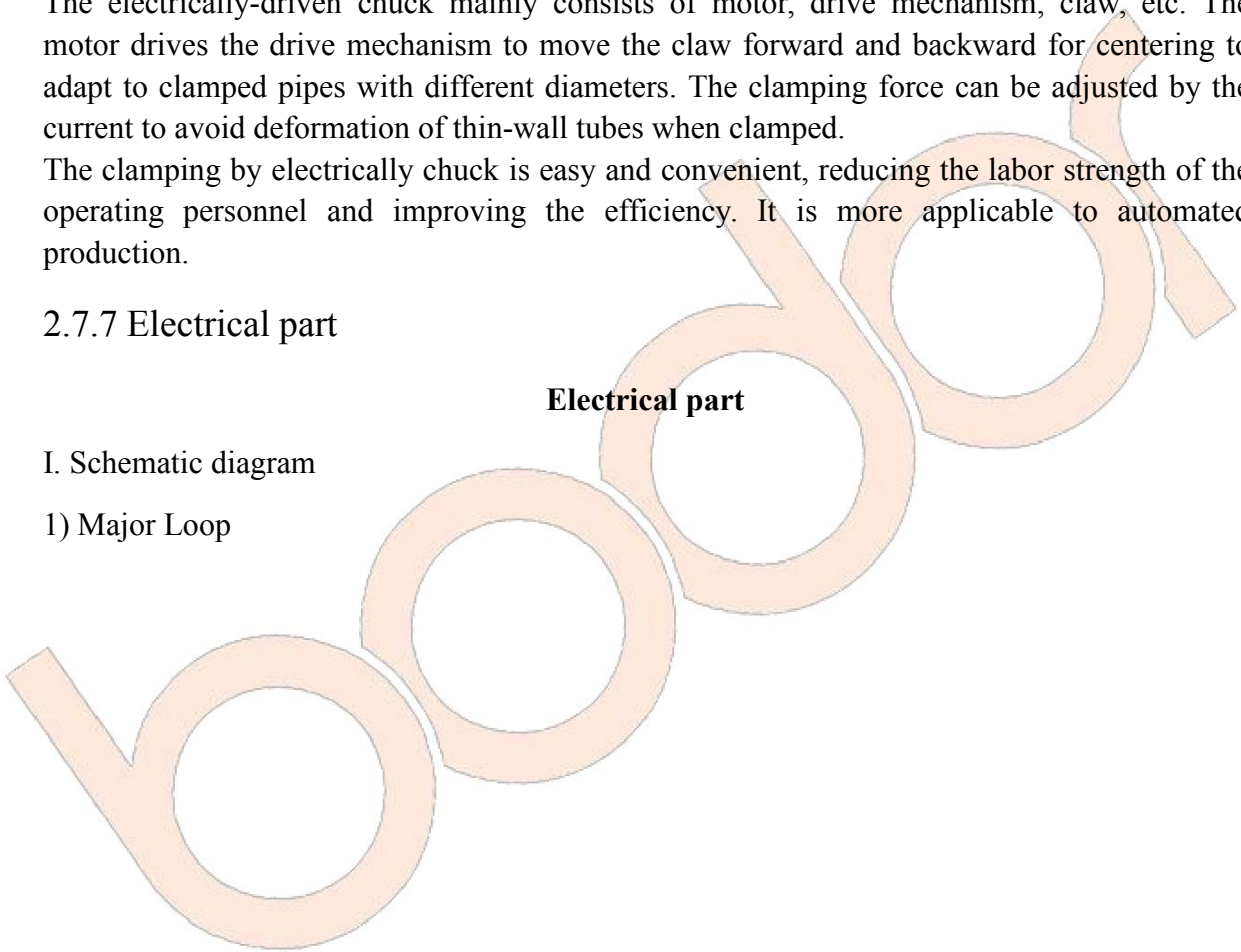 The electrically-driven chuck mainly consists of motor, drive mechanism, claw, etc. The
motor drives the drive mechanism to move the claw forward and backward for centering to
adapt to clamped pipes with different diameters. The clamping force can be adjusted by the
current to avoid deformation of thin-wall tubes when clamped.
The clamping by electrically chuck is easy and convenient, reducing the labor strength of the
operating personnel and improving the efficiency. It is more applicable to automated
production.
2.7.7 Electrical part
Electrical part
I. Schematic diagram
1) Major Loop
bodor